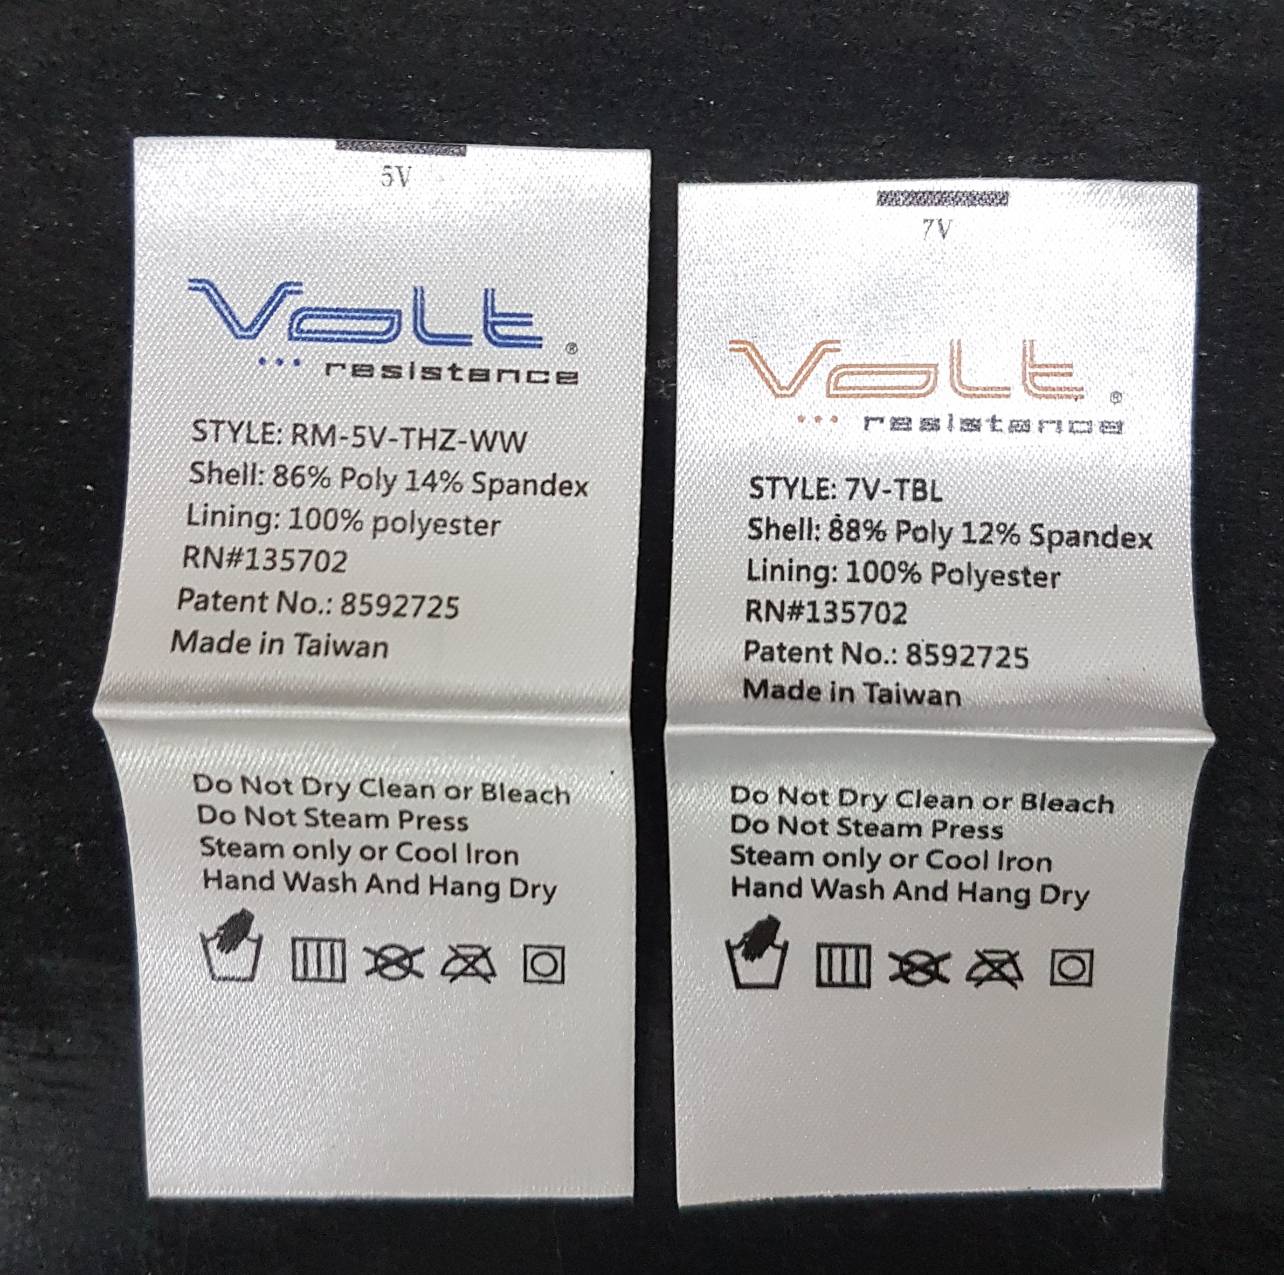 5V
Volt ®
resistance
STYLE: RM-5V-THZ-WW
Shell: 86% Poly 14% Spandex
Lining: 100% polyester
RN#135702
Patent No.: 8592725
Made in Taiwan
Do Not Dry Clean or Bleach
Do Not Steam Press
Steam only or Cool Iron
Hand Wash And Hang Dry
7V
Volt ®
resistance
STYLE: 7V-TBL
Shell: 88% Poly 12% Spandex
Lining: 100% Polyester
RN#135702
Patent No.: 8592725
Made in Taiwan
Do Not Dry Clean or Bleach
Do Not Steam Press
Steam only or Cool Iron
Hand Wash And Hang Dry